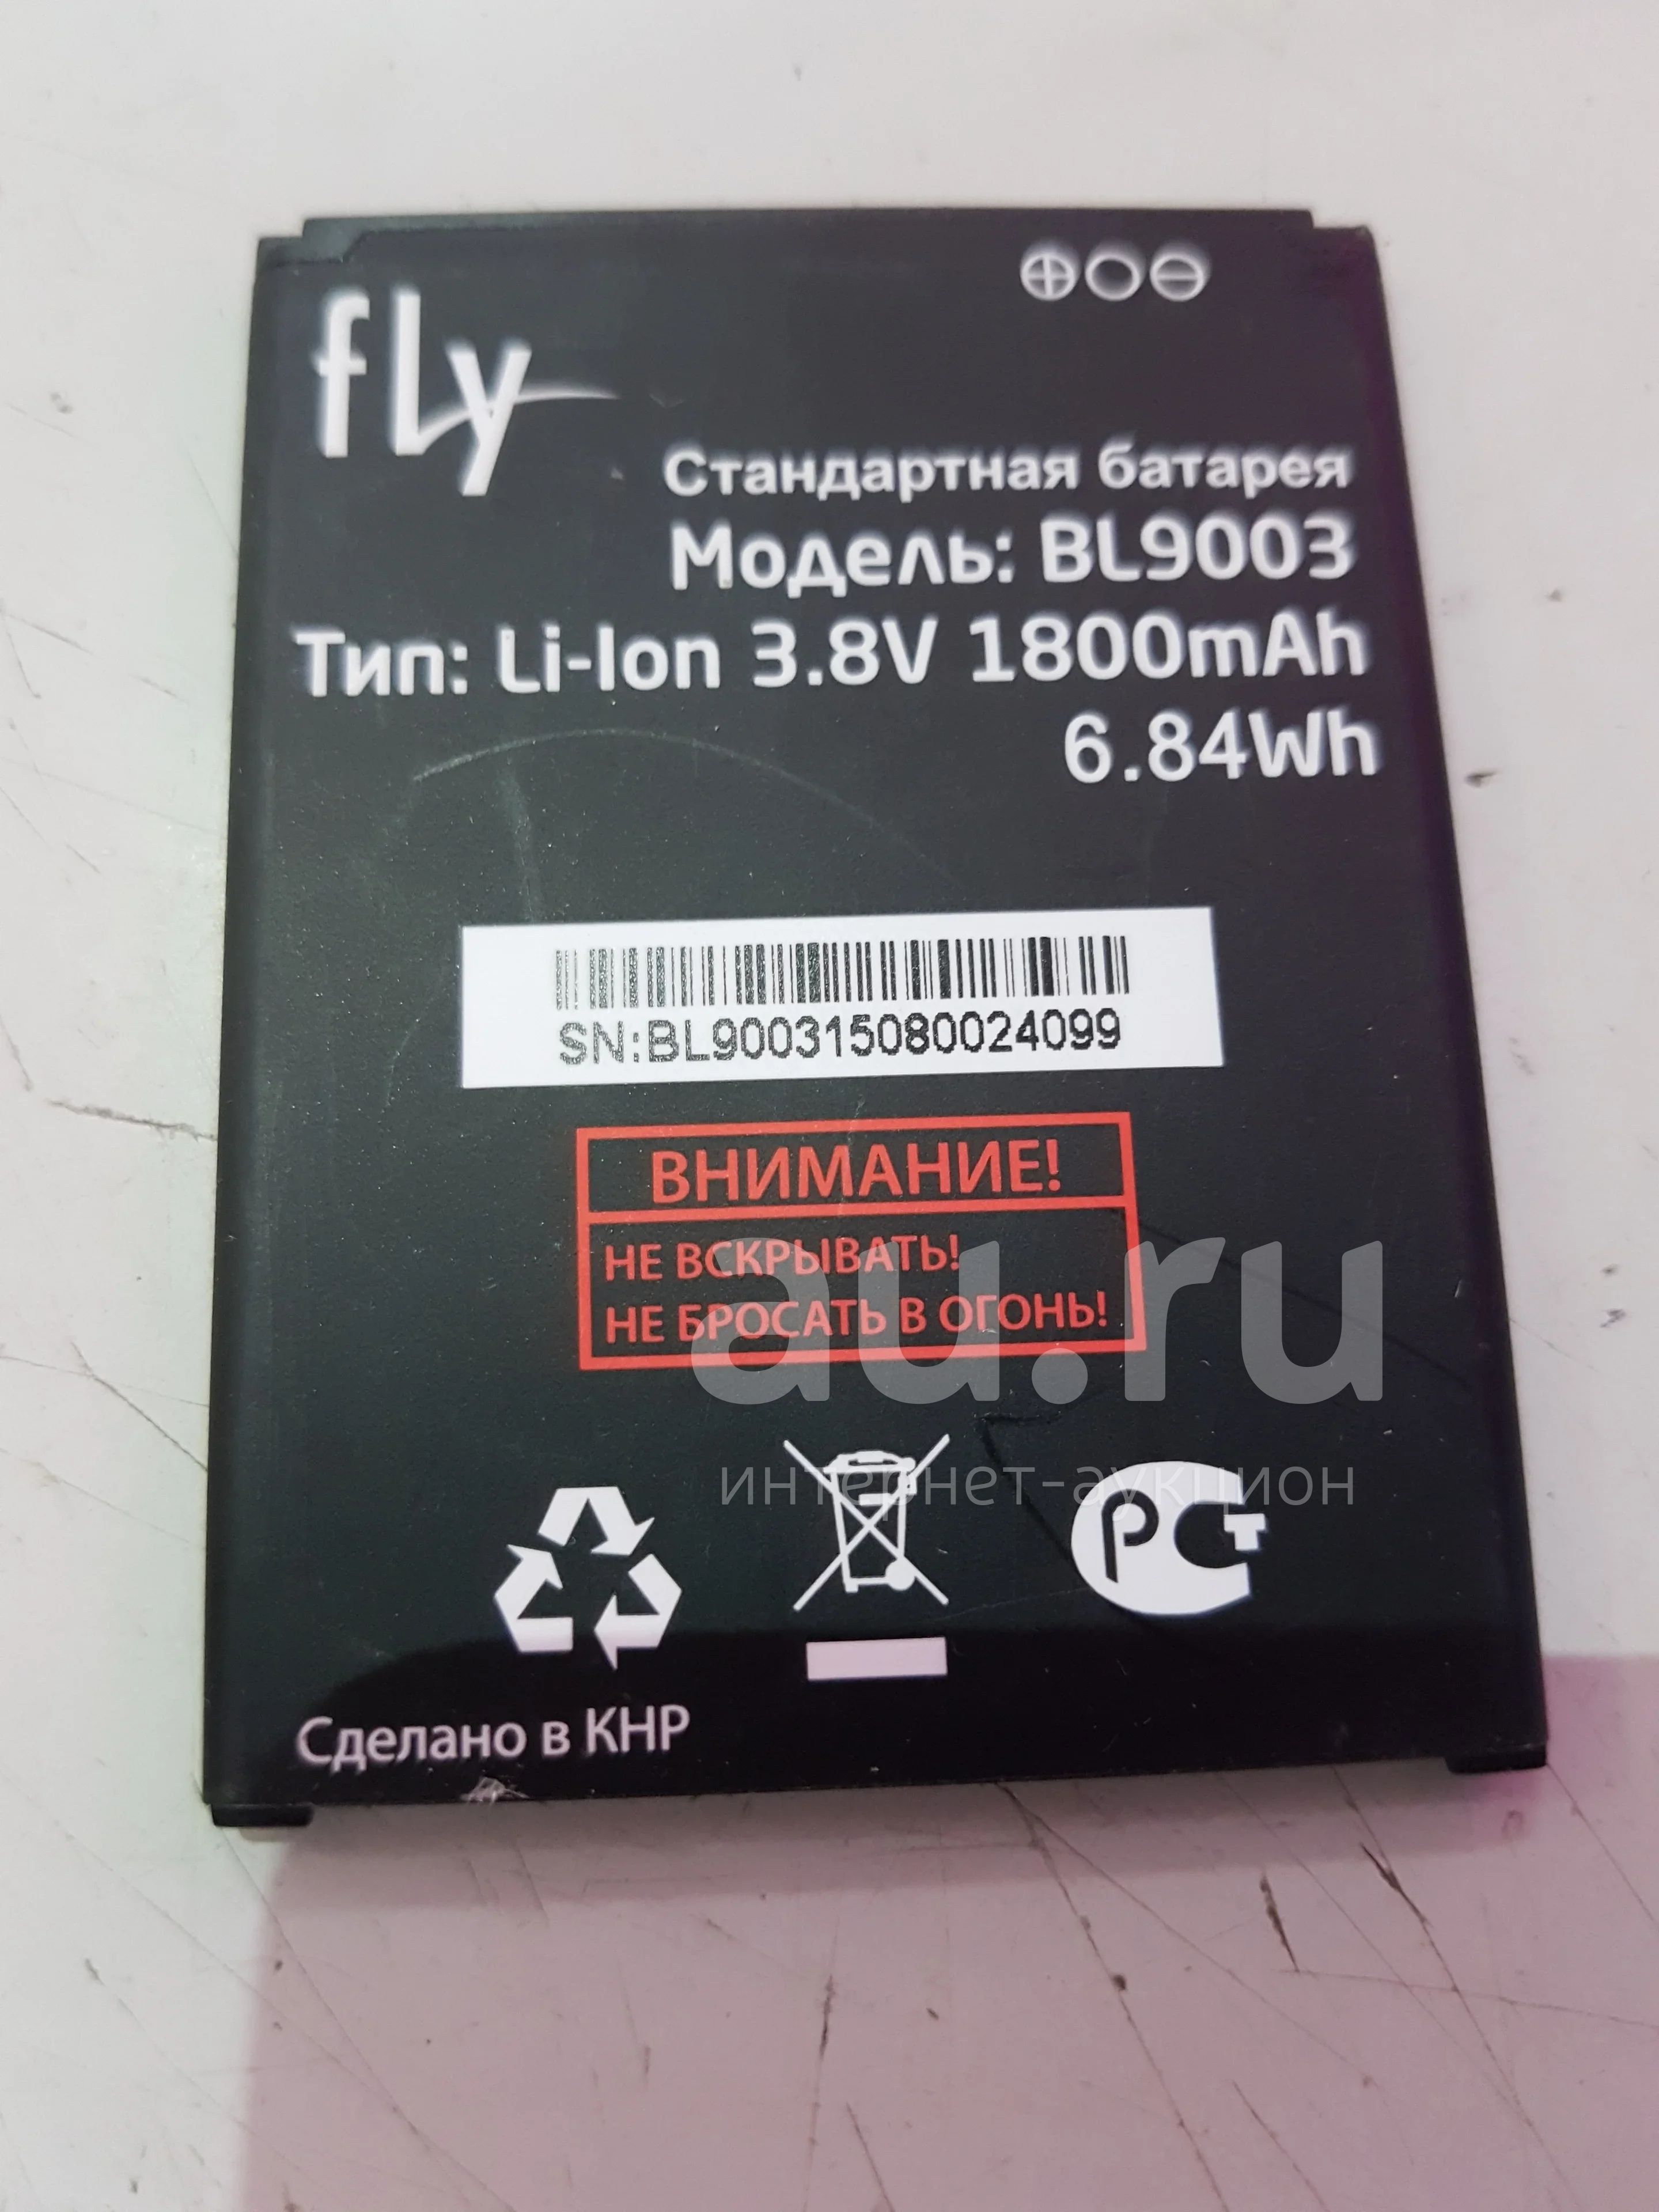 fly
Стандартная батарея
Модель: BL9003
Тип: Li-Ion 3.8V 1800mAh
6.84Wh
SN:BL900315080024099
ВНИМАНИЕ!
НЕ ВСКРЫВАТЬ!
НЕ БРОСАТЬ В ОГОНЬ!
au.ru
интернет-аукцион
РСТ
Сделано в КНР